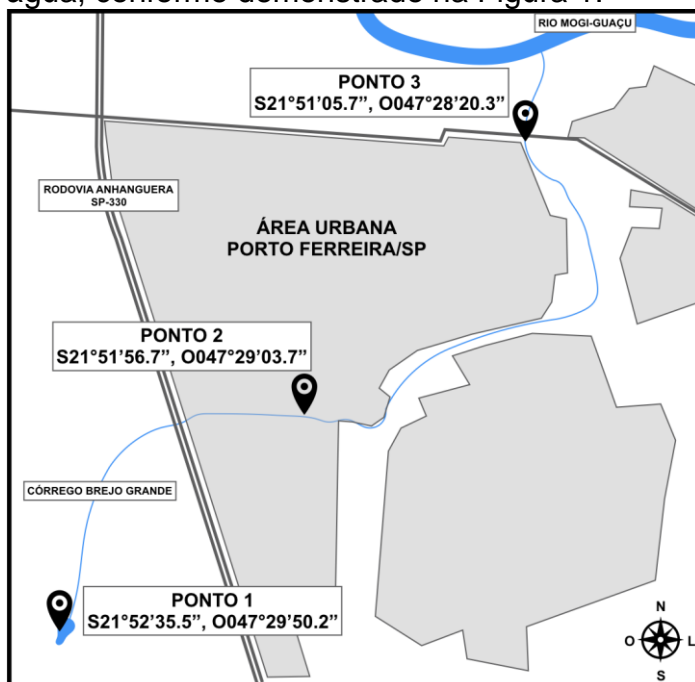 água, conforme demonstrado na Figura 1.
RIO MOGI-GUAÇU
PONTO 3
S21°51’05.7”, O047°28’20.3”
RODOVIA ANHANGUERA
SP-330
ÁREA URBANA
PORTO FERREIRA/SP
PONTO 2
S21°51’56.7”, O047°29’03.7”
CÓRREGO BREJO GRANDE
PONTO 1
S21°52’35.5”, O047°29’50.2”
N
O L
S